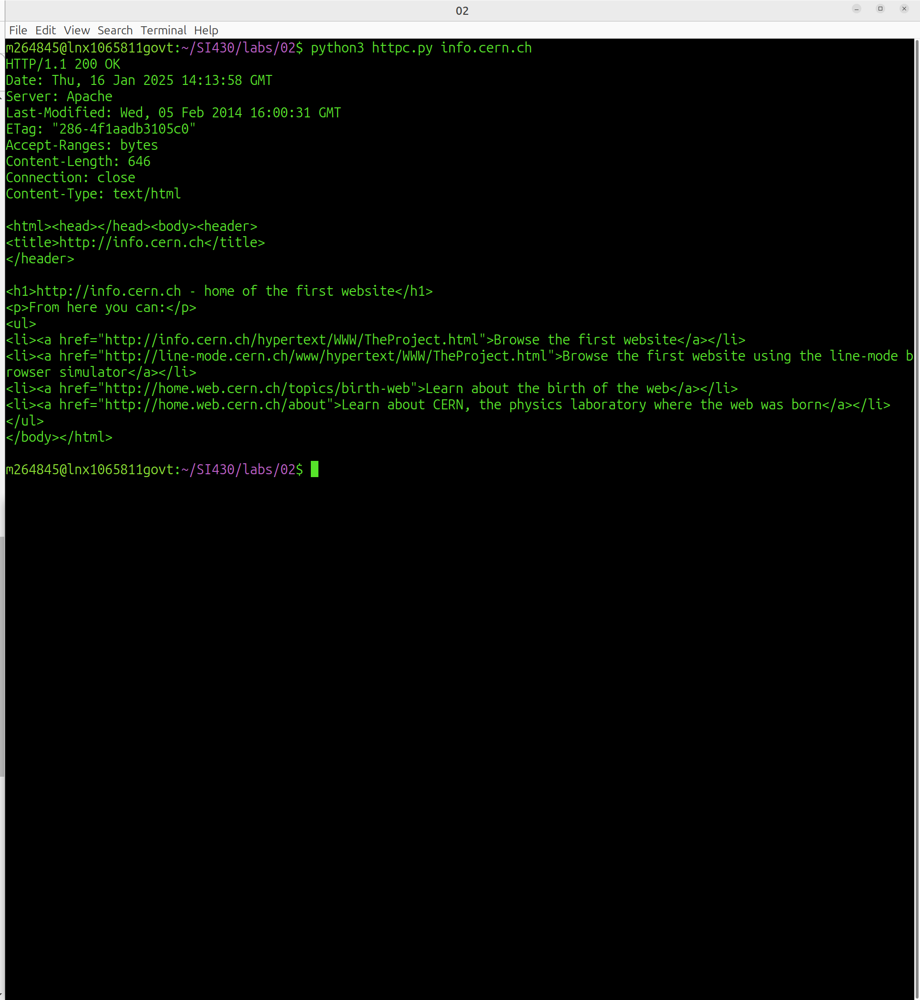 02
File Edit View Search Terminal Help
m264845@lnx1065811govt:~/SI430/labs/02$ python3 httpc.py info.cern.ch
HTTP/1.1 200 OK
Date: Thu, 16 Jan 2025 14:13:58 GMT
Server: Apache
Last-Modified: Wed, 05 Feb 2014 16:00:31 GMT
ETag: "286-4f1aadb3105c0"
Accept-Ranges: bytes
Content-Length: 646
Connection: close
Content-Type: text/html
<html><head></head><body><header>
<title>http://info.cern.ch</title>
</header>
<h1>http://info.cern.ch - home of the first website</h1>
<p>From here you can:</p>
<ul>
<li><a href="http://info.cern.ch/hypertext/WWW/TheProject.html">Browse the first website</a></li>
<li><a href="http://line-mode.cern.ch/www/hypertext/WWW/TheProject.html">Browse the first website using the line-mode b
rowser simulator</a></li>
<li><a href="http://home.web.cern.ch/topics/birth-web">Learn about the birth of the web</a></li>
<li><a href="http://home.web.cern.ch/about">Learn about CERN, the physics laboratory where the web was born</a></li>
</ul>
</body></html>
m264845@lnx1065811govt:~/SI430/labs/02$